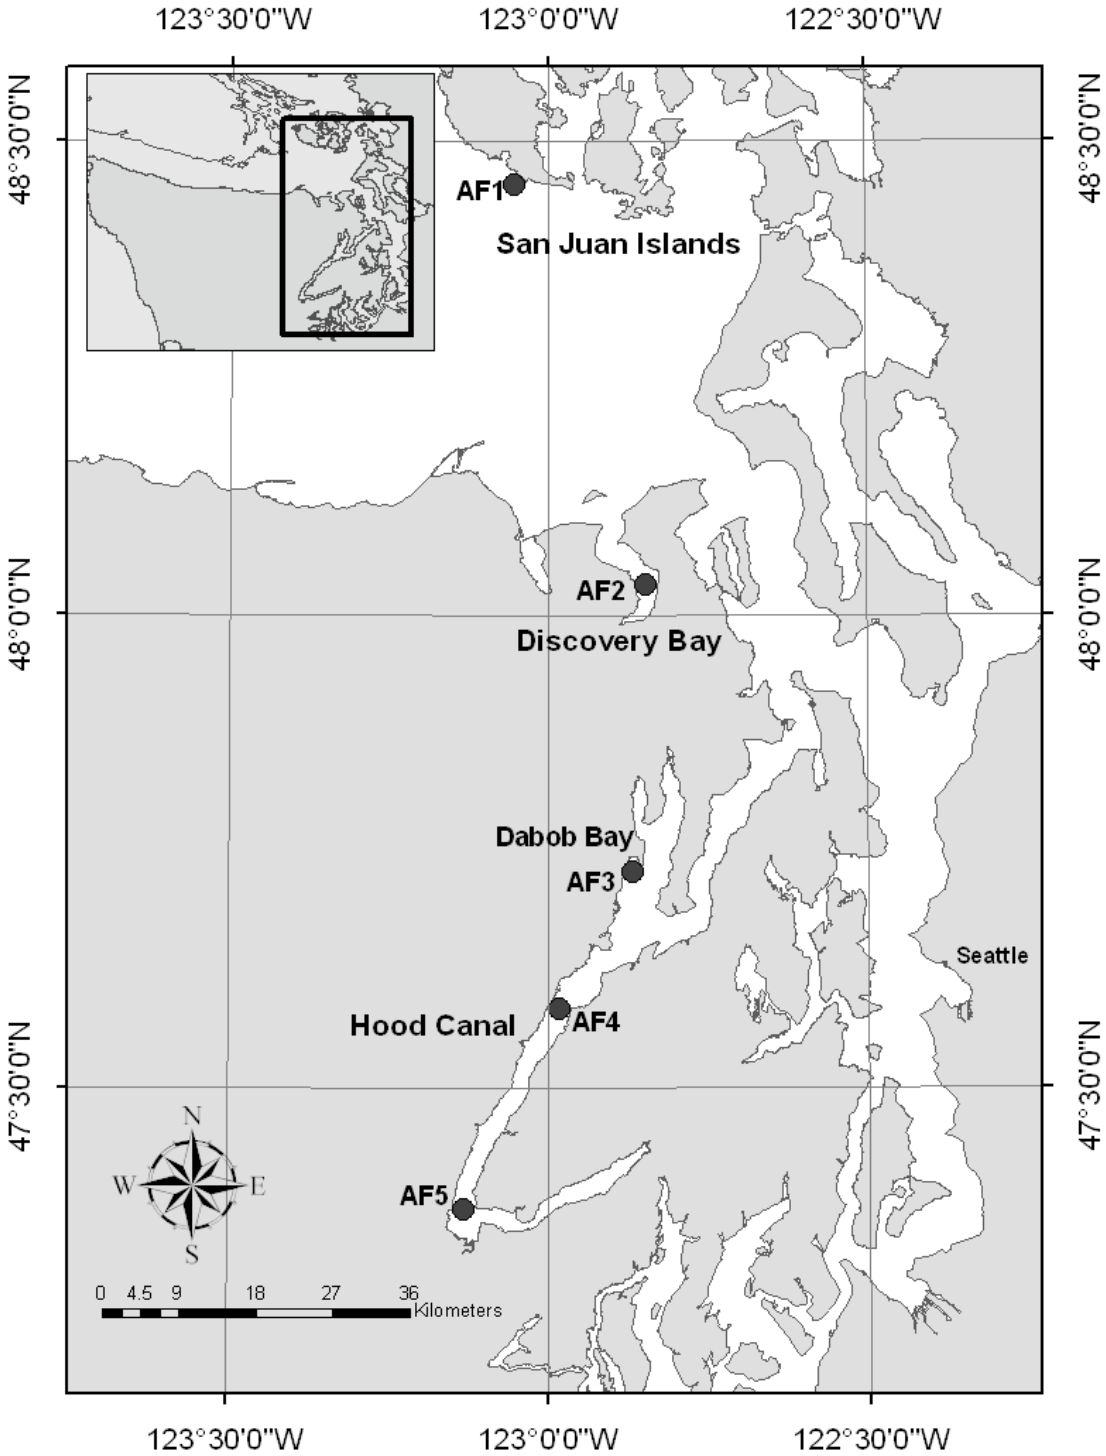 123°30'0"W 123°0'0"W 122°30'0"W
48°30'0"N 48°30'0"N
AF1
San Juan Islands
AF2
48°0'0"N 48°0'0"N
Discovery Bay
Dabob Bay
AF3
Seattle
Hood Canal AF4
47°30'0"N 47°30'0"N
N
W E
S
AF5
0 4.5 9 18 27 36
Kilometers
123°30'0"W 123°0'0"W 122°30'0"W